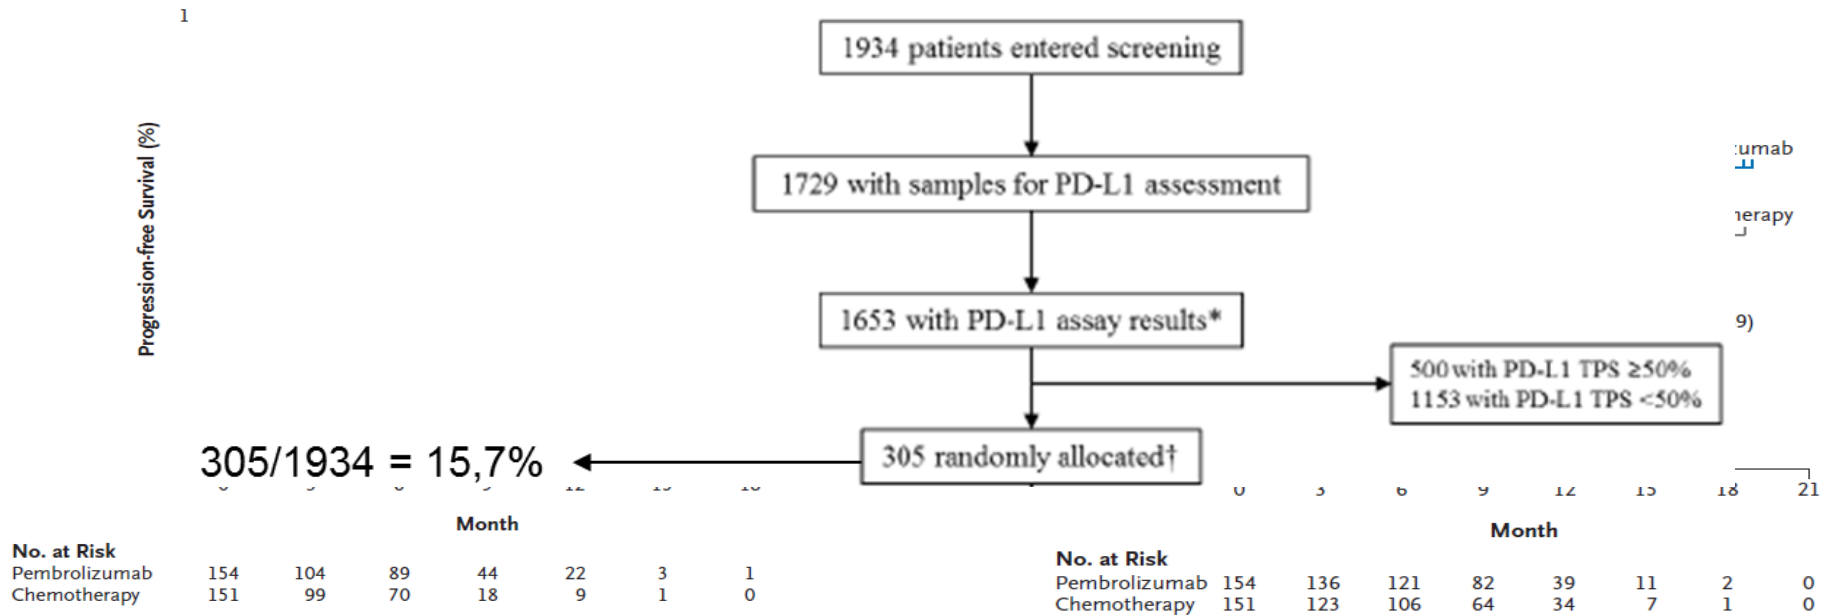 1
1934 patients entered screening
Progression-free Survival (%)
zumab
1729 with samples for PD-L1 assessment
herapy
1653 with PD-L1 assay results*
9)
500 with PD-L1 TPS ≥50%
1153 with PD-L1 TPS <50%
305/1934 = 15,7%
305 randomly allocated†
0 3 6 9 12 15 18 21
Month
Month
No. at Risk
Pembrolizumab 154 104 89 44 22 3 1
Chemotherapy 151 99 70 18 9 1 0
No. at Risk
Pembrolizumab 154 136 121 82 39 11 2 0
Chemotherapy 151 123 106 64 34 7 1 0